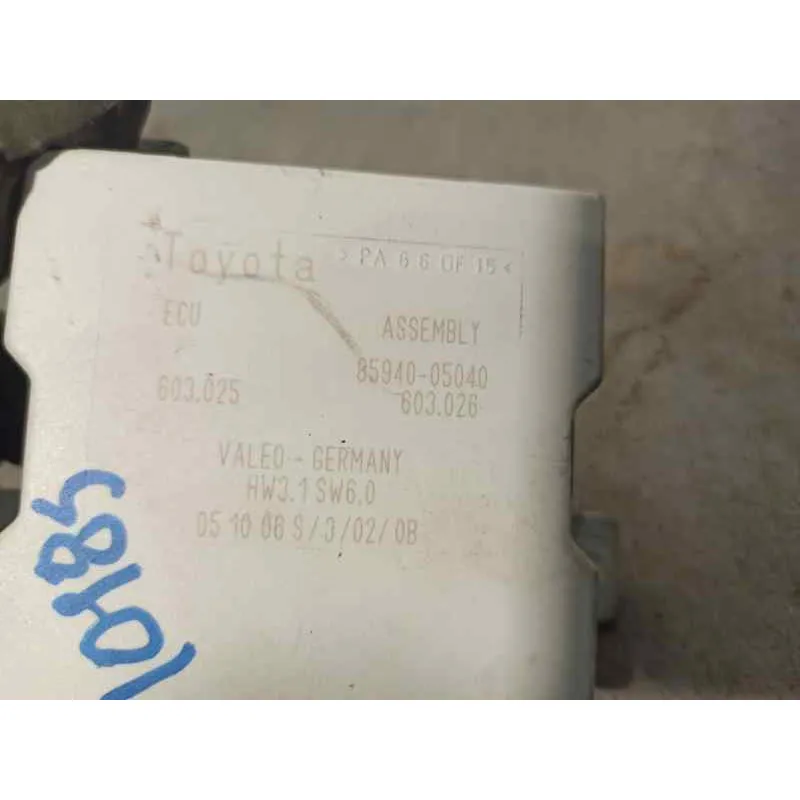 Toyota >PA 6 6 GF 15<
ECU ASSEMBLY
85940-05040
603.025 603.026
VALEO - GERMANY
HW3.1 SW6.0
05 10 06 S/3/02/0B
10185